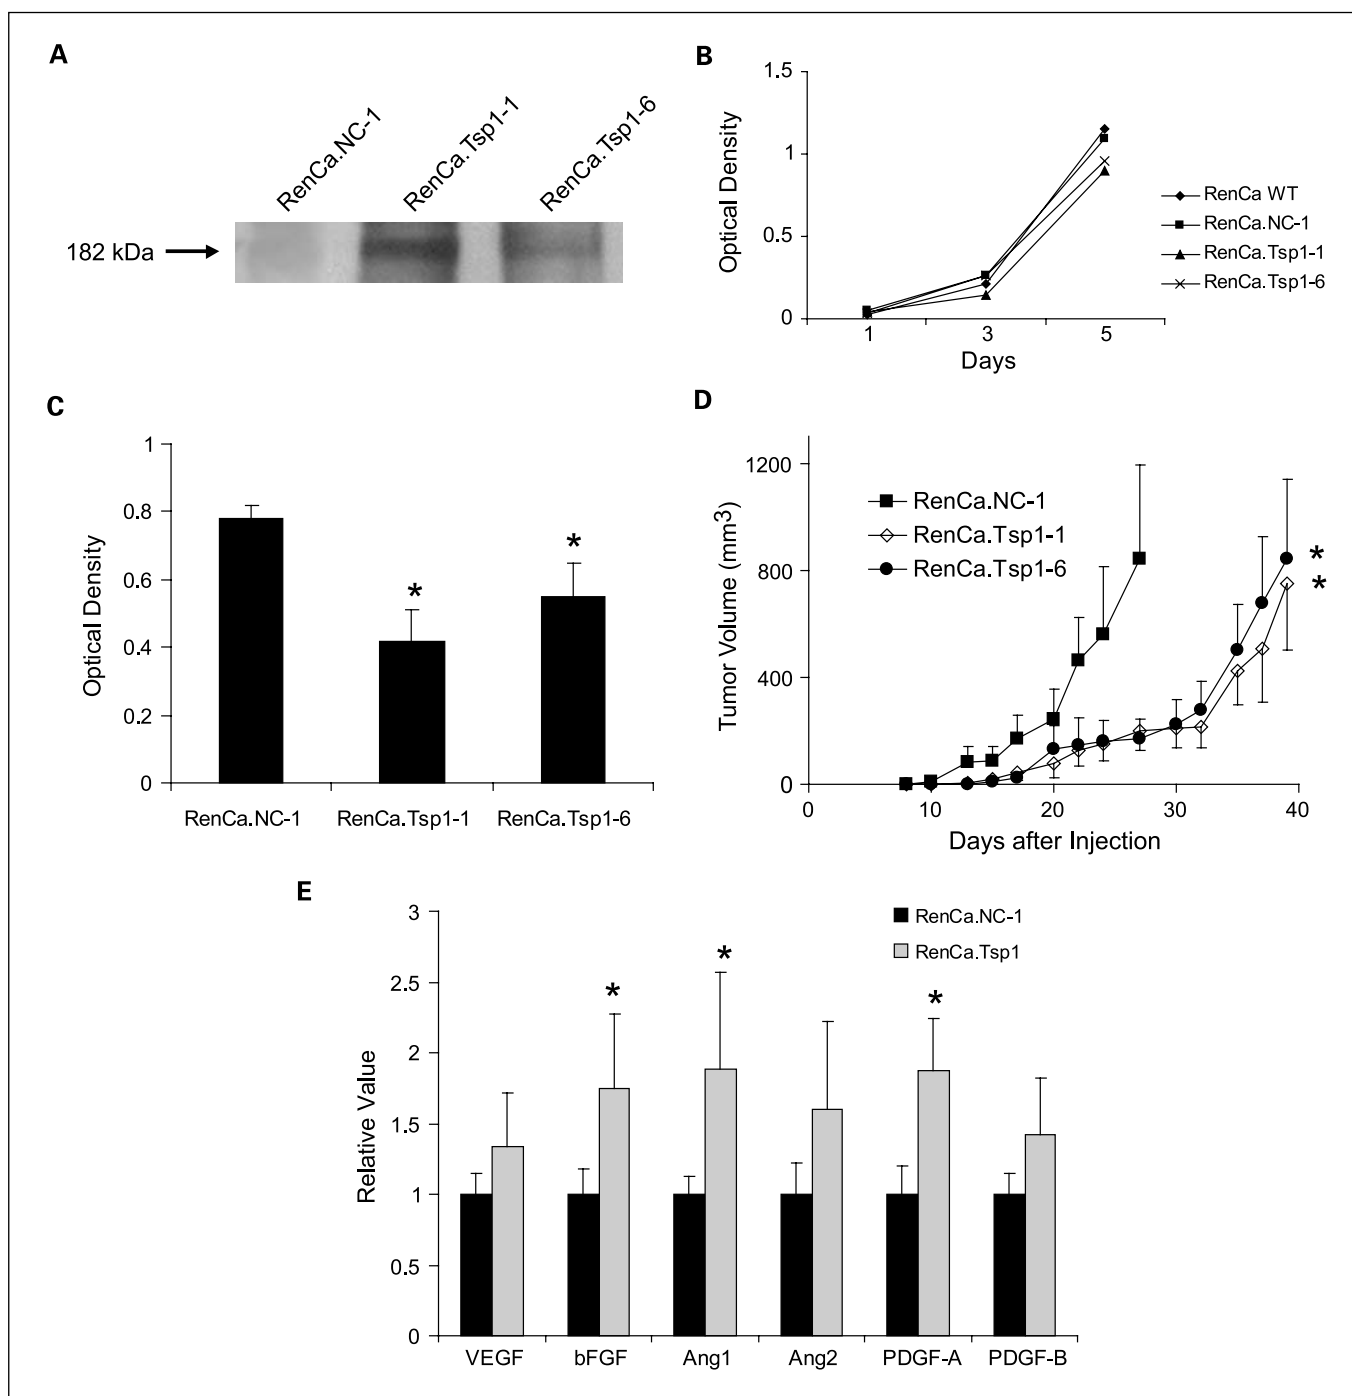 A
RenCa.NC-1
RenCa.Tsp1-1
RenCa.Tsp1-6
182 kDa
B
Optical Density
1.5
1
0.5
0
1 3 5
Days
RenCa WT
RenCa.NC-1
RenCa.Tsp1-1
RenCa.Tsp1-6
C
Optical Density
1
0.8
0.6
0.4
0.2
0
* *
RenCa.NC-1 RenCa.Tsp1-1 RenCa.Tsp1-6
D
Tumor Volume (mm3)
1200
800
400
0
RenCa.NC-1
RenCa.Tsp1-1
RenCa.Tsp1-6
*
*
0 10 20 30 40
Days after Injection
E
Relative Value
3
2.5
2
1.5
1
0.5
0
RenCa.NC-1
RenCa.Tsp1
* * *
VEGF bFGF Ang1 Ang2 PDGF-A PDGF-B